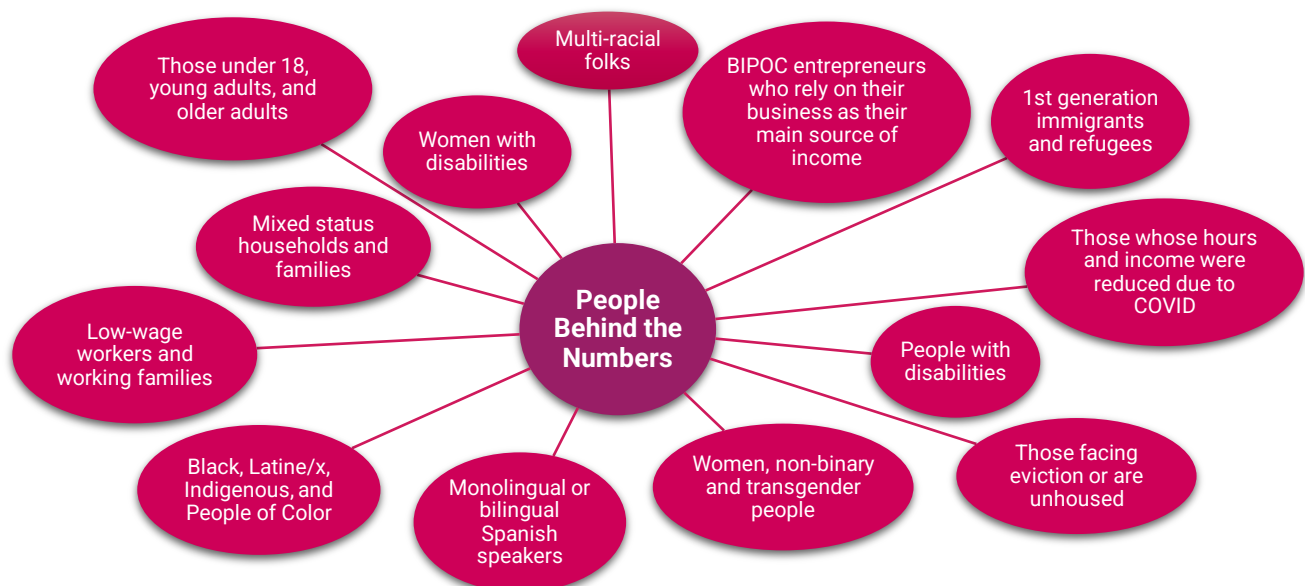 Multi-racial
folks
Those under 18,
young adults, and
older adults
BIPOC entrepreneurs
who rely on their
business as their
main source of
income
1st generation
immigrants
and refugees
Women with
disabilities
Mixed status
households and
families
Those whose hours
and income were
reduced due to
COVID
People
Behind the
Numbers
Low-wage
workers and
working families
People with
disabilities
Black, Latine/x,
Indigenous, and
People of Color
Monolingual or
bilingual
Spanish
speakers
Women, non-binary
and transgender
people
Those facing
eviction or are
unhoused